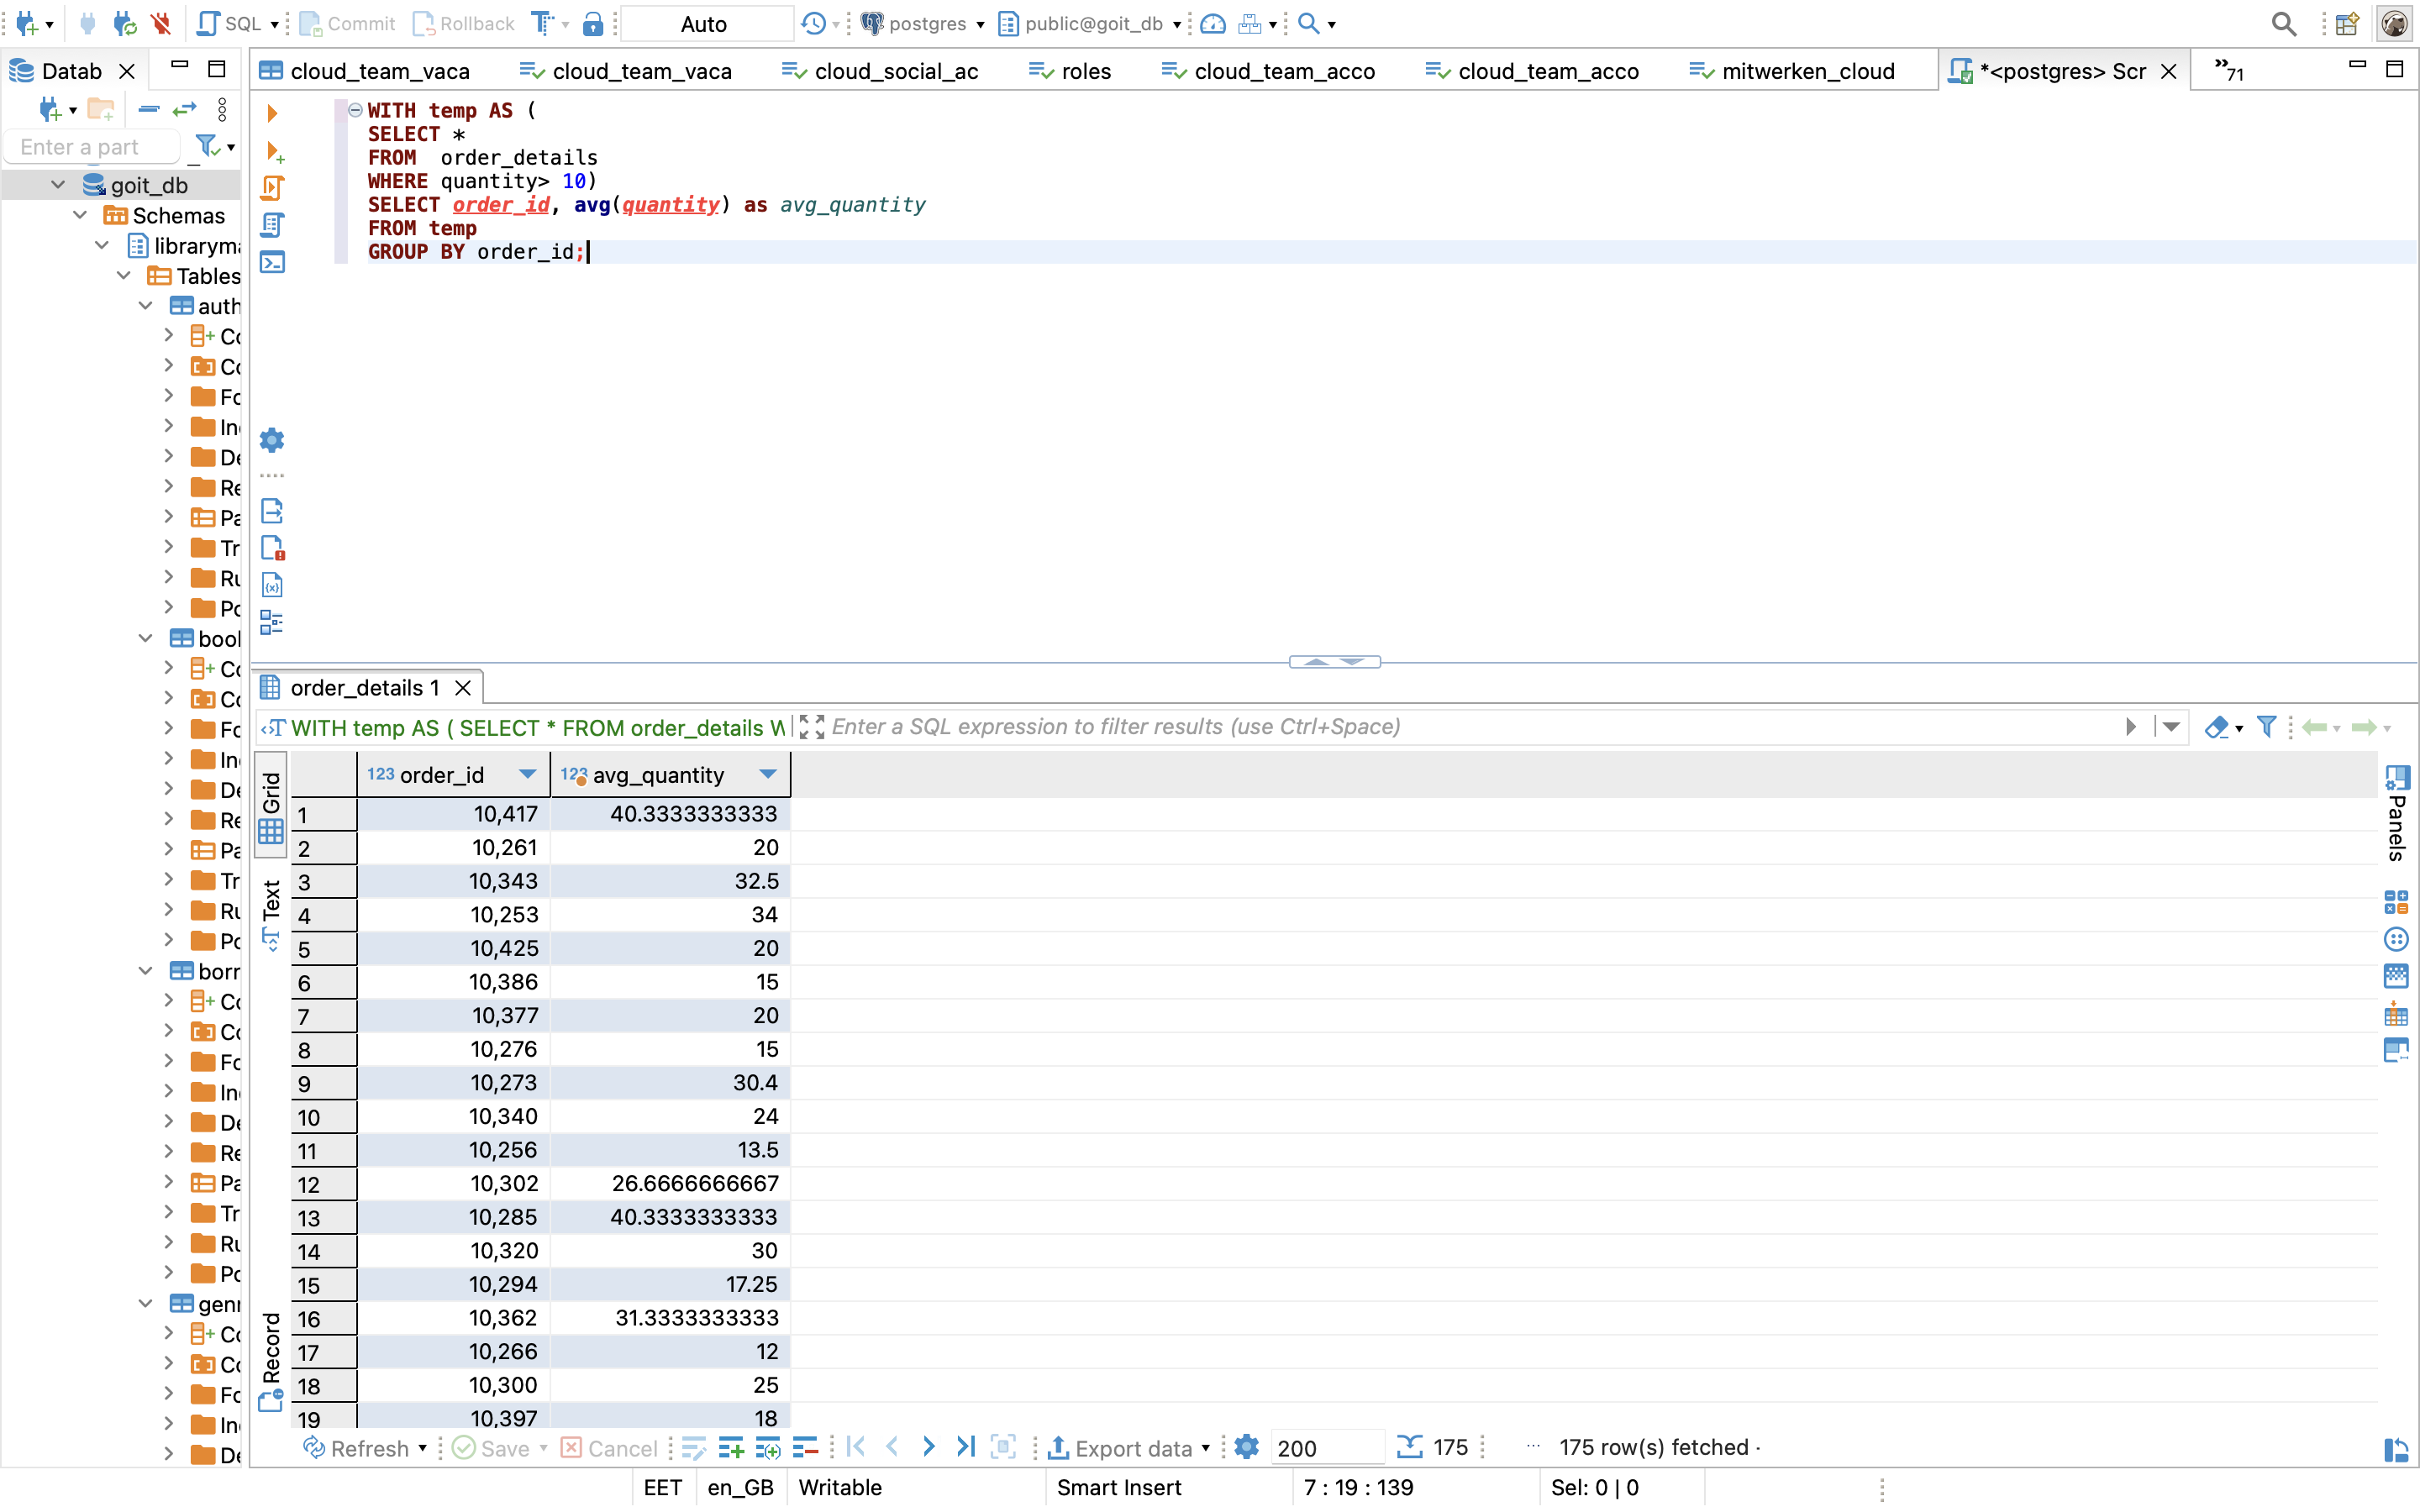 SQL Commit Rollback Auto postgres public@goit_db
Datab
cloud_team_vaca cloud_team_vaca cloud_social_ac roles cloud_team_acco cloud_team_acco mitwerken_cloud *<postgres> Scr »71
Enter a part
goit_db
Schemas
libraryma
Tables
auth
Co
Co
Fo
In
De
Re
Pa
Tr
Ru
Po
bool
Co
Co
Fo
In
De
Re
Pa
Tr
Ru
Po
borr
Co
Co
Fo
In
De
Re
Pa
Tr
Ru
Po
genr
Co
Co
Fo
In
De
WITH temp AS (
SELECT *
FROM  order_details
WHERE quantity> 10)
SELECT order_id, avg(quantity) as avg_quantity
FROM temp
GROUP BY order_id;
order_details 1
WITH temp AS ( SELECT * FROM order_details W
Enter a SQL expression to filter results (use Ctrl+Space)
Grid
Text
Record
Panels
123 order_id 123 avg_quantity
1 10,417 40.3333333333
2 10,261 20
3 10,343 32.5
4 10,253 34
5 10,425 20
6 10,386 15
7 10,377 20
8 10,276 15
9 10,273 30.4
10 10,340 24
11 10,256 13.5
12 10,302 26.6666666667
13 10,285 40.3333333333
14 10,320 30
15 10,294 17.25
16 10,362 31.3333333333
17 10,266 12
18 10,300 25
19 10,397 18
Refresh Save Cancel Export data 200 175 ... 175 row(s) fetched ·
EET en_GB Writable Smart Insert 7 : 19 : 139 Sel: 0 | 0